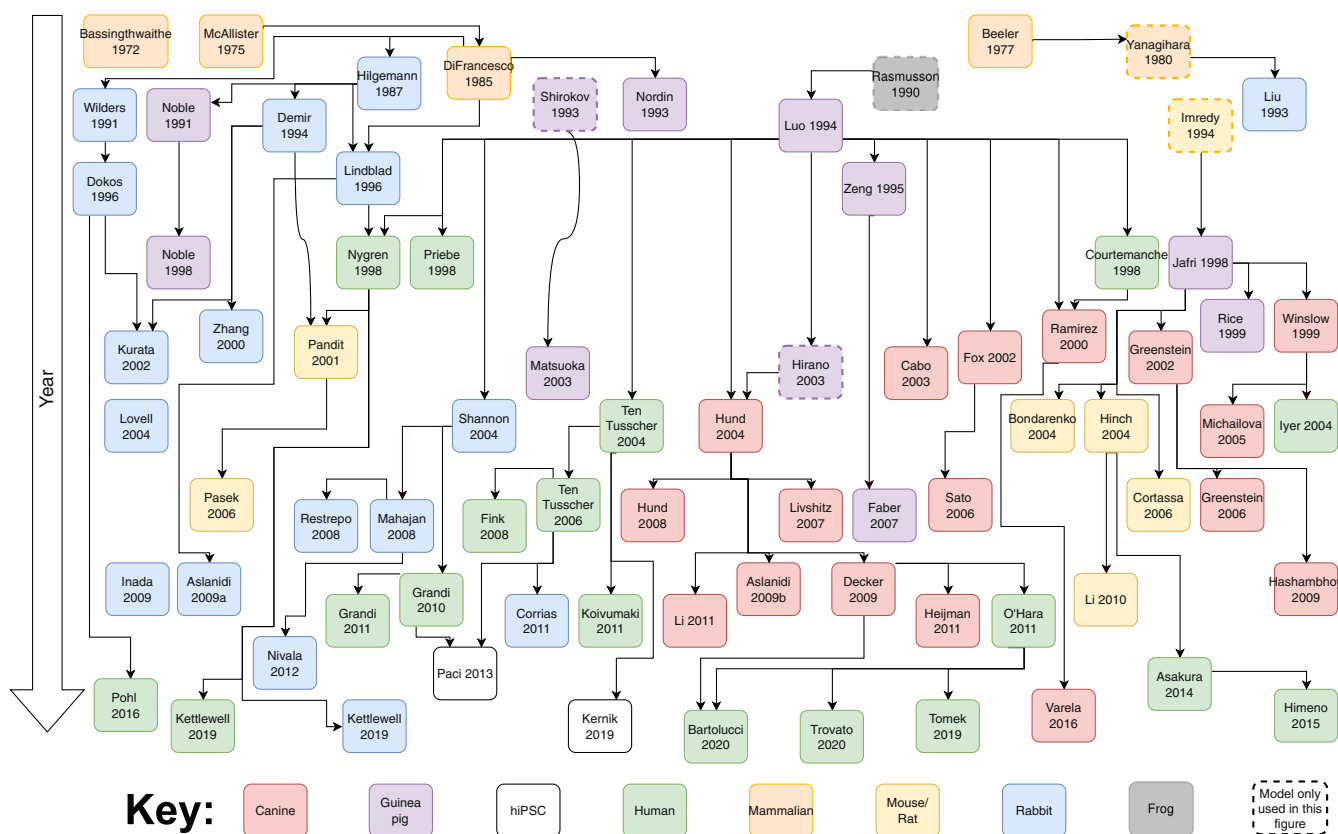 Year
Bassingthwaithe
1972
McAllister
1975
Beeler
1977
Yanagihara
1980
DiFrancesco
1985
Hilgemann
1987
Rasmusson
1990
Wilders
1991
Noble
1991
Demir
1994
Shirokov
1993
Nordin
1993
Luo 1994
Imredy
1994
Liu
1993
Dokos
1996
Lindblad
1996
Zeng 1995
Noble
1998
Nygren
1998
Priebe
1998
Courtemanche
1998
Jafri 1998
Kurata
2002
Zhang
2000
Pandit
2001
Matsuoka
2003
Hirano
2003
Cabo
2003
Fox 2002
Ramirez
2000
Greenstein
2002
Rice
1999
Winslow
1999
Lovell
2004
Shannon
2004
Ten
Tusscher
2004
Hund
2004
Bondarenko
2004
Hinch
2004
Michailova
2005
Iyer 2004
Pasek
2006
Restrepo
2008
Mahajan
2008
Fink
2008
Ten
Tusscher
2006
Hund
2008
Livshitz
2007
Faber
2007
Sato
2006
Cortassa
2006
Greenstein
2006
Inada
2009
Aslanidi
2009a
Grandi
2011
Grandi
2010
Corrias
2011
Koivumaki
2011
Li 2011
Aslanidi
2009b
Decker
2009
Heijman
2011
O'Hara
2011
Li 2010
Hashambhoy
2009
Pohl
2016
Kettlewell
2019
Nivala
2012
Kettlewell
2019
Paci 2013
Kernik
2019
Bartolucci
2020
Trovato
2020
Tomek
2019
Varela
2016
Asakura
2014
Himeno
2015
Key:
Canine
Guinea
pig
hiPSC
Human
Mammalian
Mouse/
Rat
Rabbit
Frog
Model only
used in this
figure